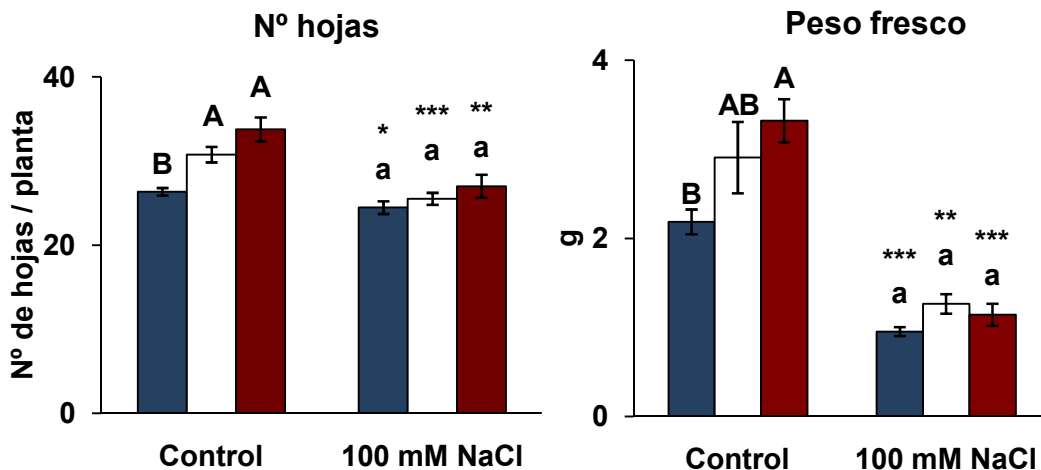 Nº hojas
Nº de hojas / planta
40
20
0
B
A
A
*
***
**
a
a
a
Control
100 mM NaCl
Peso fresco
g
4
2
0
B
AB
A
***
**
***
a
a
a
Control
100 mM NaCl